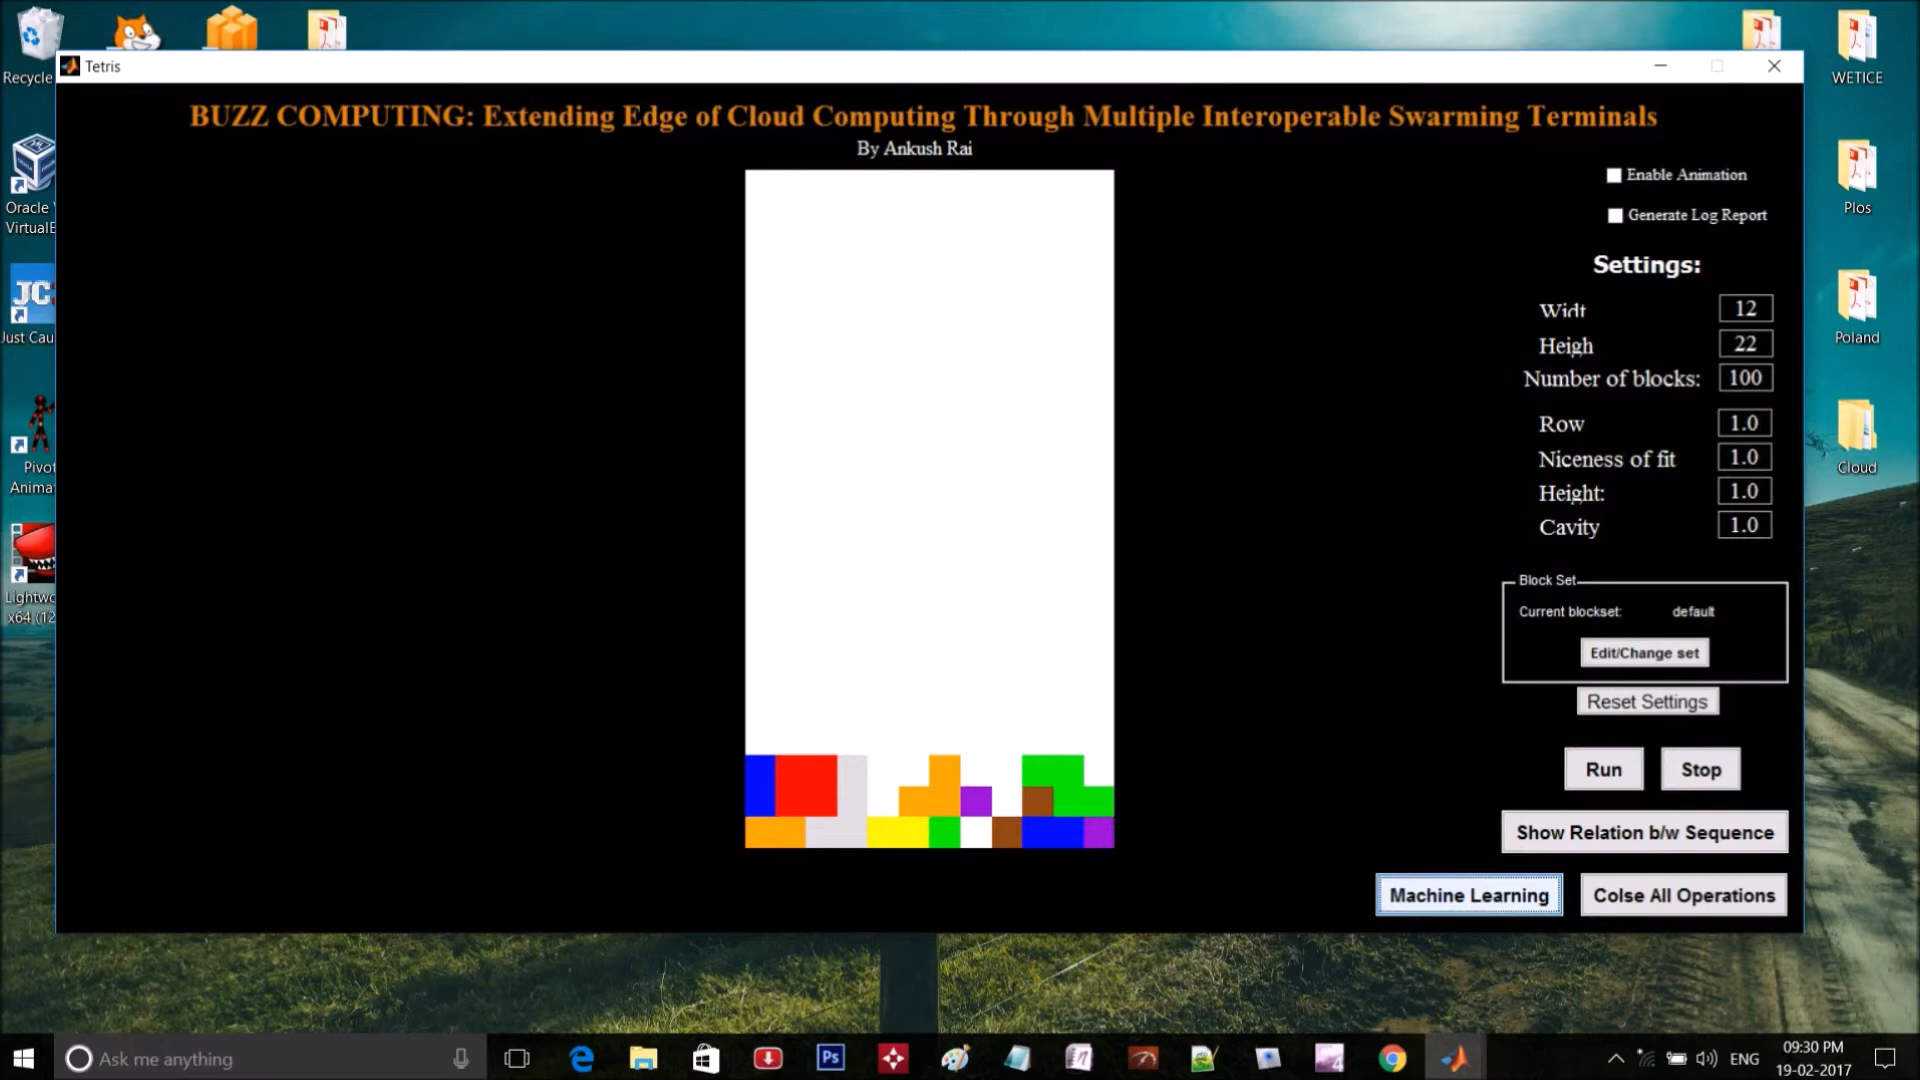 Recycle
Oracle
VirtualB
Just Cau
Pivot
Animat
Lightwo
x64 (12
WETICE
Plos
Poland
Cloud
Tetris
BUZZ COMPUTING: Extending Edge of Cloud Computing Through Multiple Interoperable Swarming Terminals
By Ankush Rai
Enable Animation
Generate Log Report
Settings:
Widt 12
Heigh 22
Number of blocks: 100
Row 1.0
Niceness of fit 1.0
Height: 1.0
Cavity 1.0
Block Set
Current blockset: default
Edit/Change set
Reset Settings
Run Stop
Show Relation b/w Sequence
Machine Learning Colse All Operations
Ask me anything
Ps
ENG
09:30 PM
19-02-2017